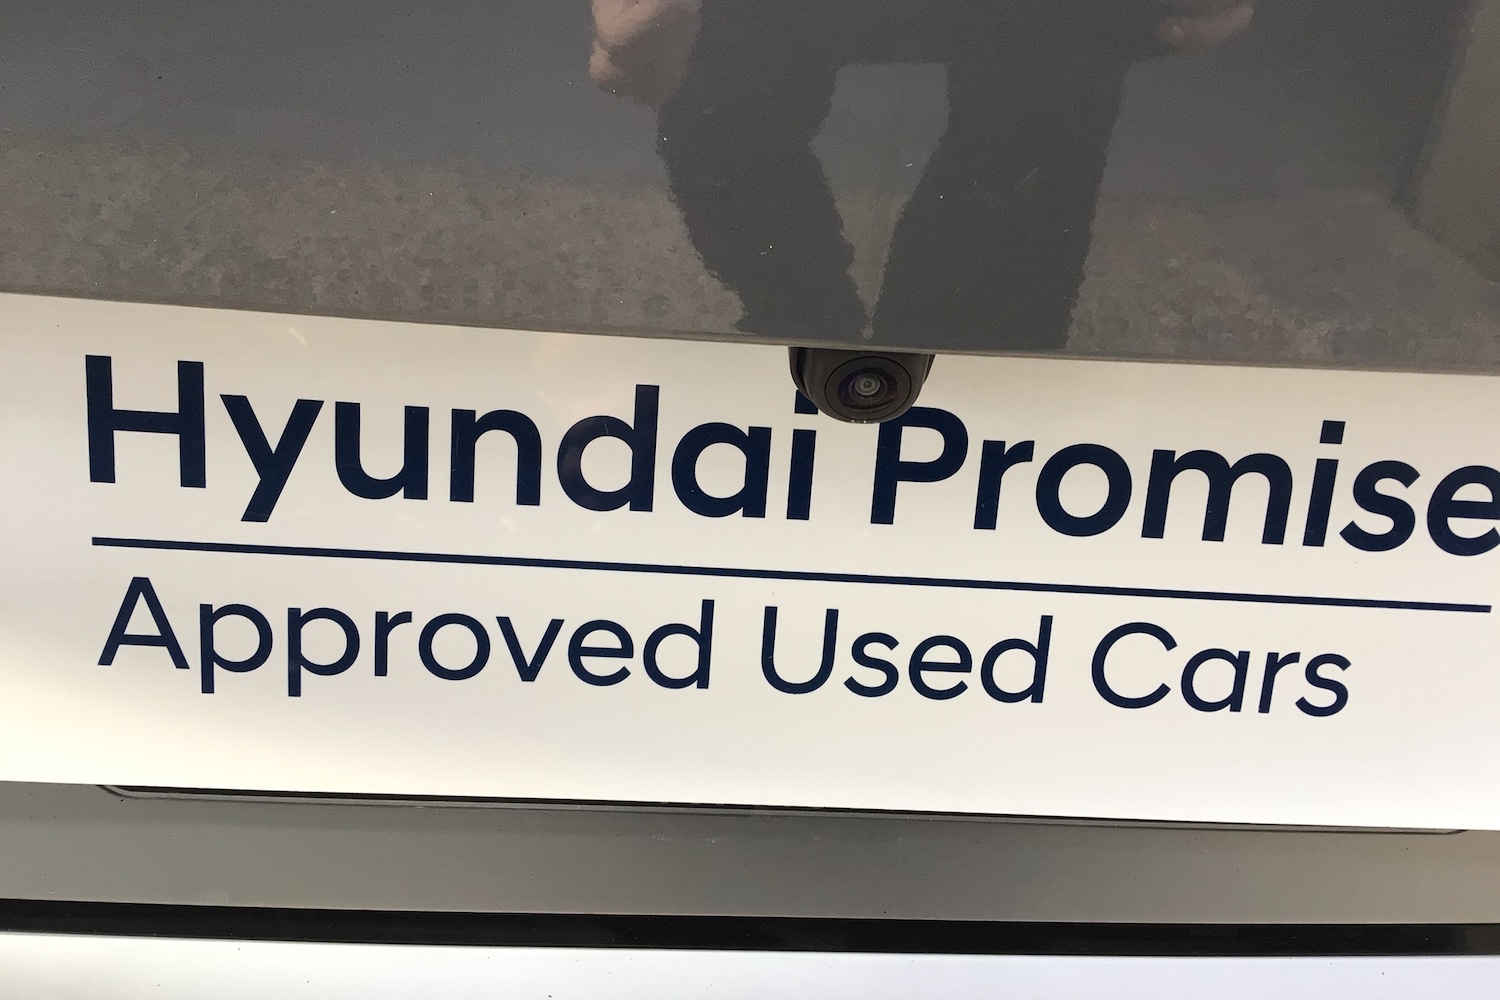 Hyundai Promise
Approved Used Cars